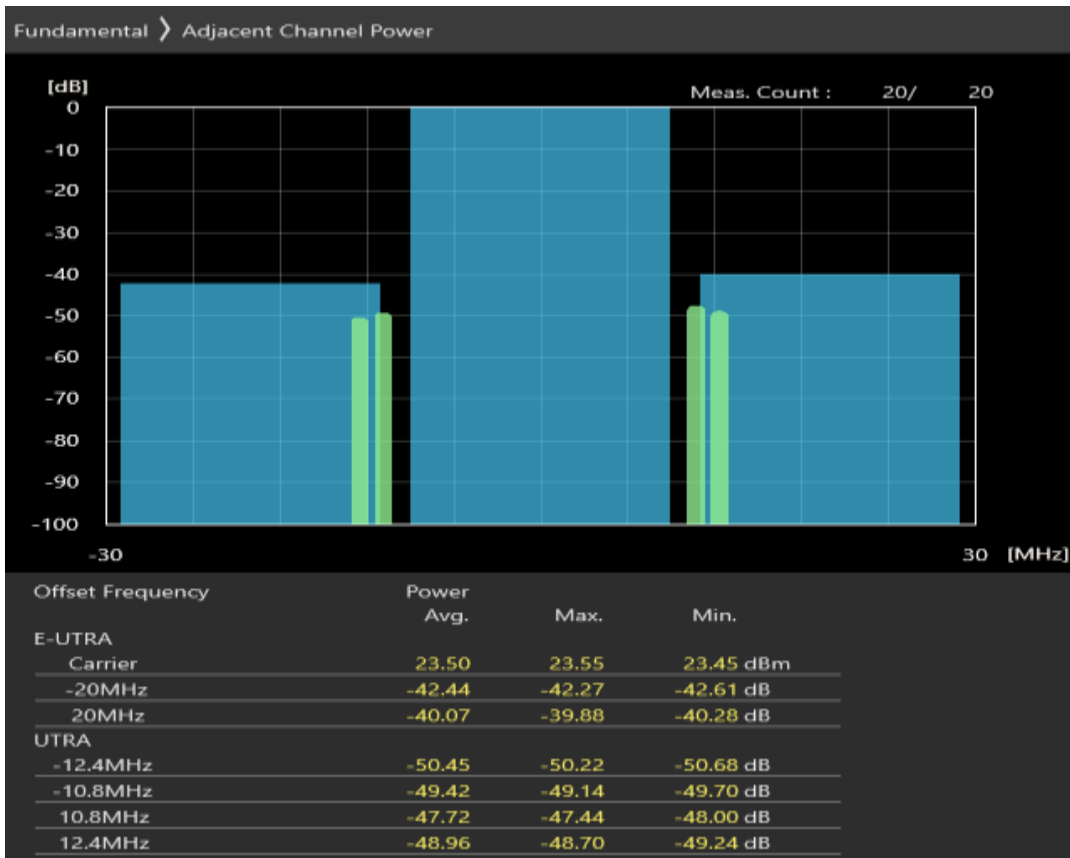 Fundamental ❯ Adjacent Channel Power
[dB]
Meas. Count : 20/ 20
0
-10
-20
-30
-40
-50
-60
-70
-80
-90
-100
-30 30 [MHz]
Offset Frequency Power
Avg. Max. Min.
E-UTRA
Carrier 23.50 23.55 23.45 dBm
-20MHz -42.44 -42.27 -42.61 dB
20MHz -40.07 -39.88 -40.28 dB
UTRA
-12.4MHz -50.45 -50.22 -50.68 dB
-10.8MHz -49.42 -49.14 -49.70 dB
10.8MHz -47.72 -47.44 -48.00 dB
12.4MHz -48.96 -48.70 -49.24 dB